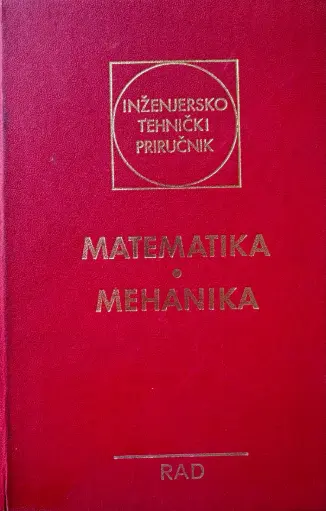 INŽENJERSKO
TEHNIČKI
PRIRUČNIK
MATEMATIKA
•
MEHANIKA
RAD